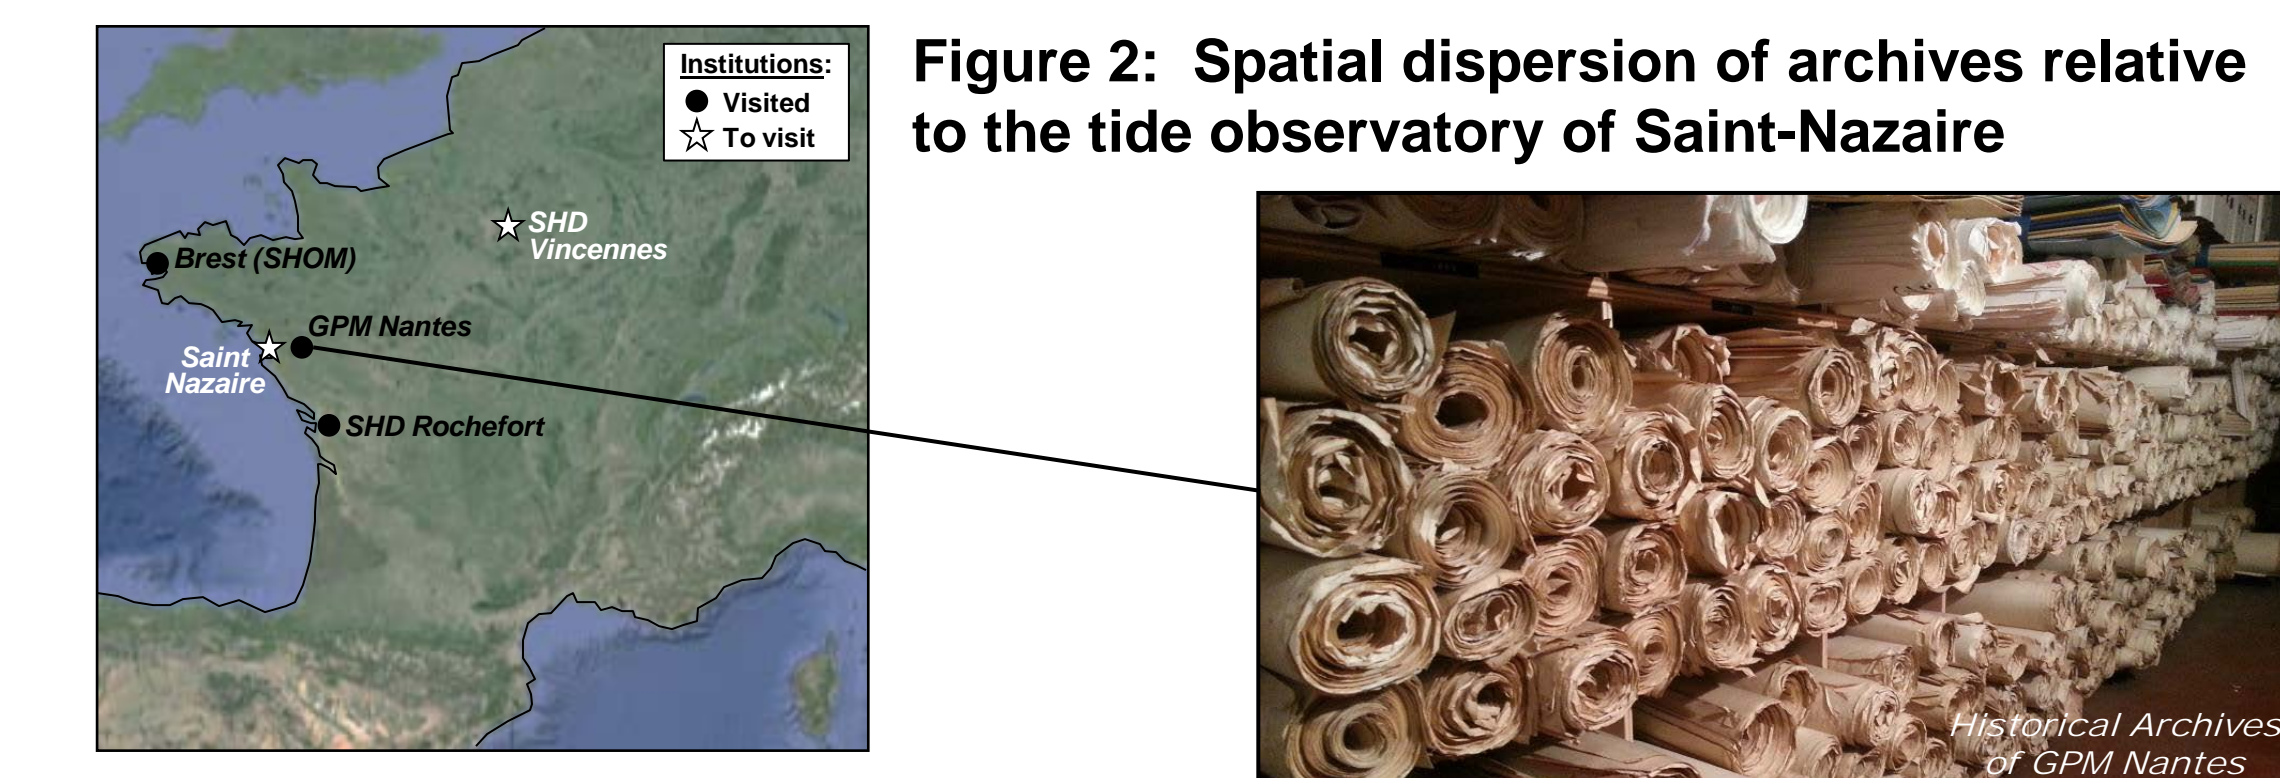 Figure 2: Spatial dispersion of archives relative
to the tide observatory of Saint-Nazaire
Institutions:
Visited
To visit
SHD
Vincennes
Brest (SHOM)
GPM Nantes
Saint
Nazaire
SHD Rochefort
Historical Archives
of GPM Nantes